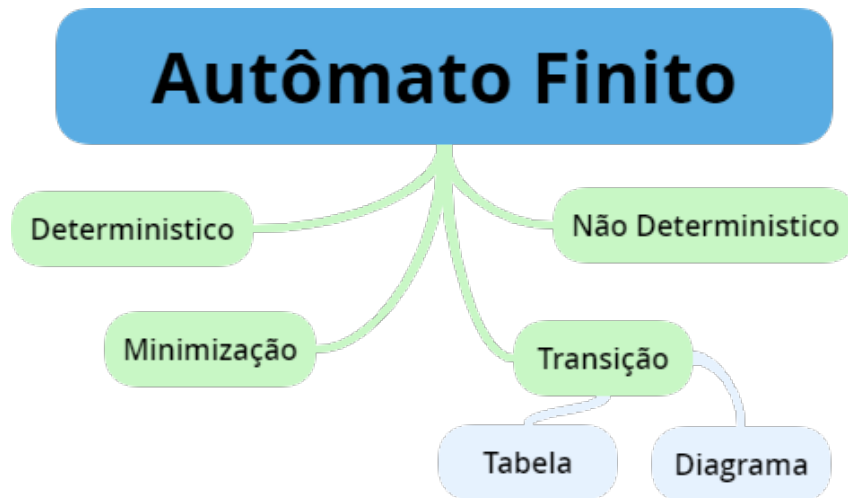 Autômato Finito
Deterministico
Não Deterministico
Minimização
Transição
Tabela
Diagrama